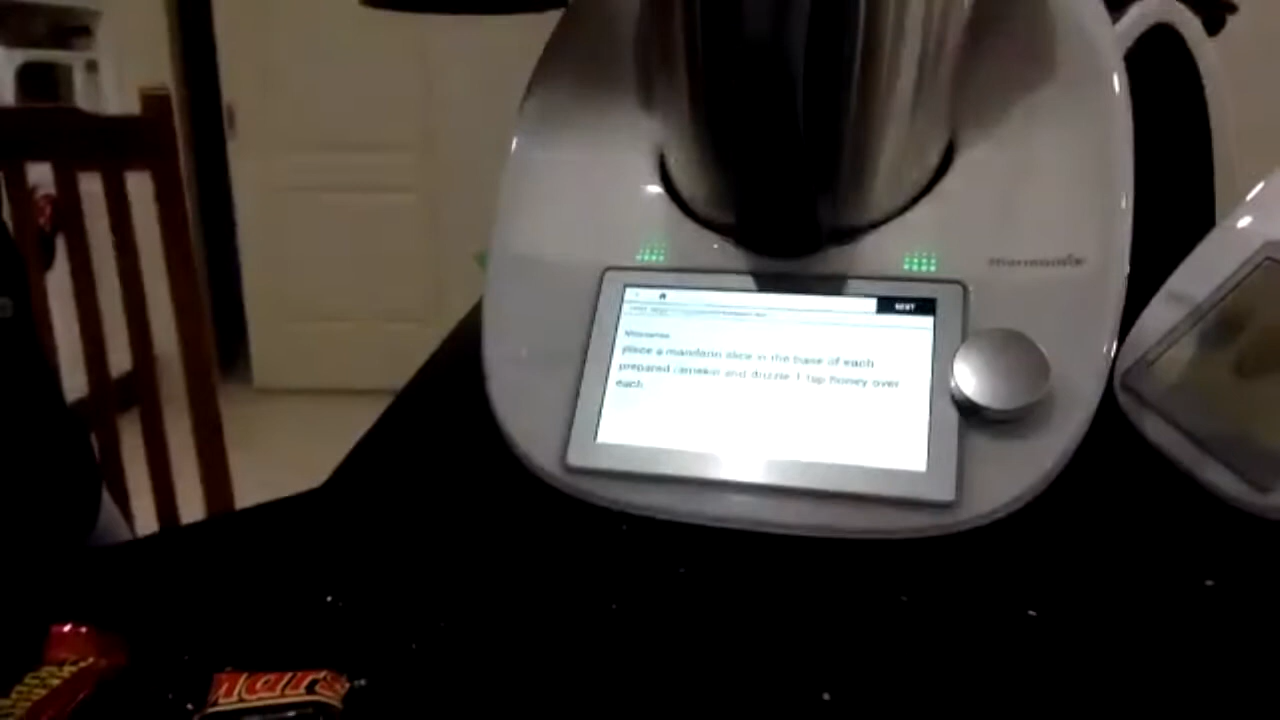 thermomix
NEXT
place a mandarin slice in the base of each
prepared ramekin and drizzle 1 tsp honey over
each
Mars